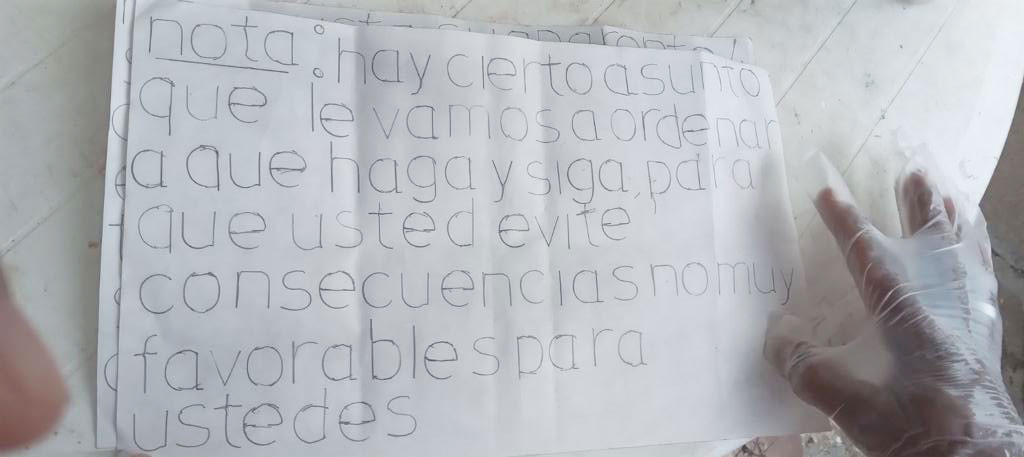 nota: hay cierto asunto
que le vamos a ordenar
a que haga y siga, para
que usted evite
consecuencias no muy
favorables para
ustedes